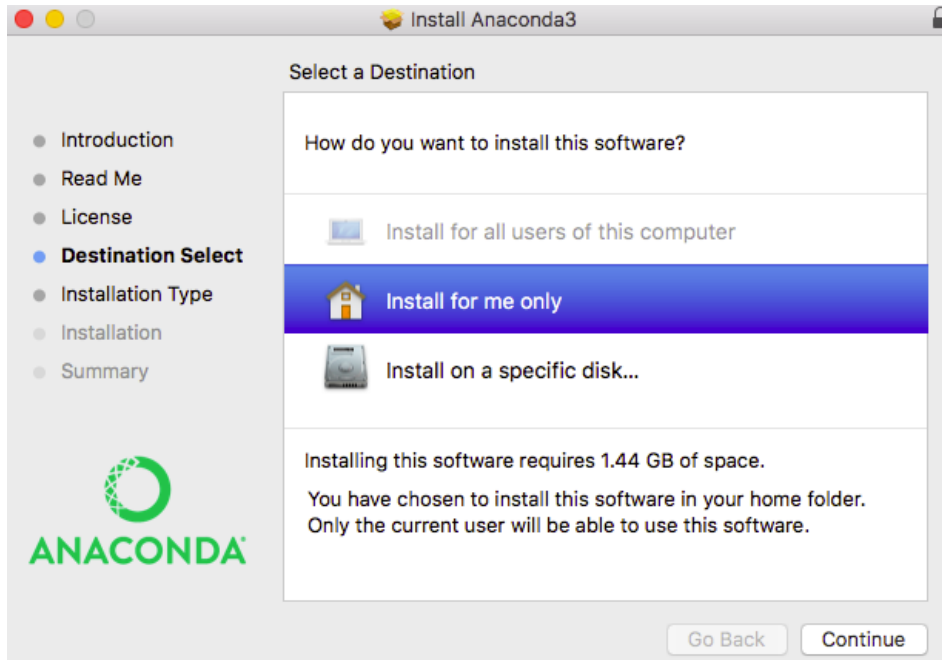 Install Anaconda3
Select a Destination
Introduction
Read Me
License
Destination Select
Installation Type
Installation
Summary
ANACONDA
How do you want to install this software?
Install for all users of this computer
Install for me only
Install on a specific disk...
Installing this software requires 1.44 GB of space.
You have chosen to install this software in your home folder.
Only the current user will be able to use this software.
Go Back
Continue